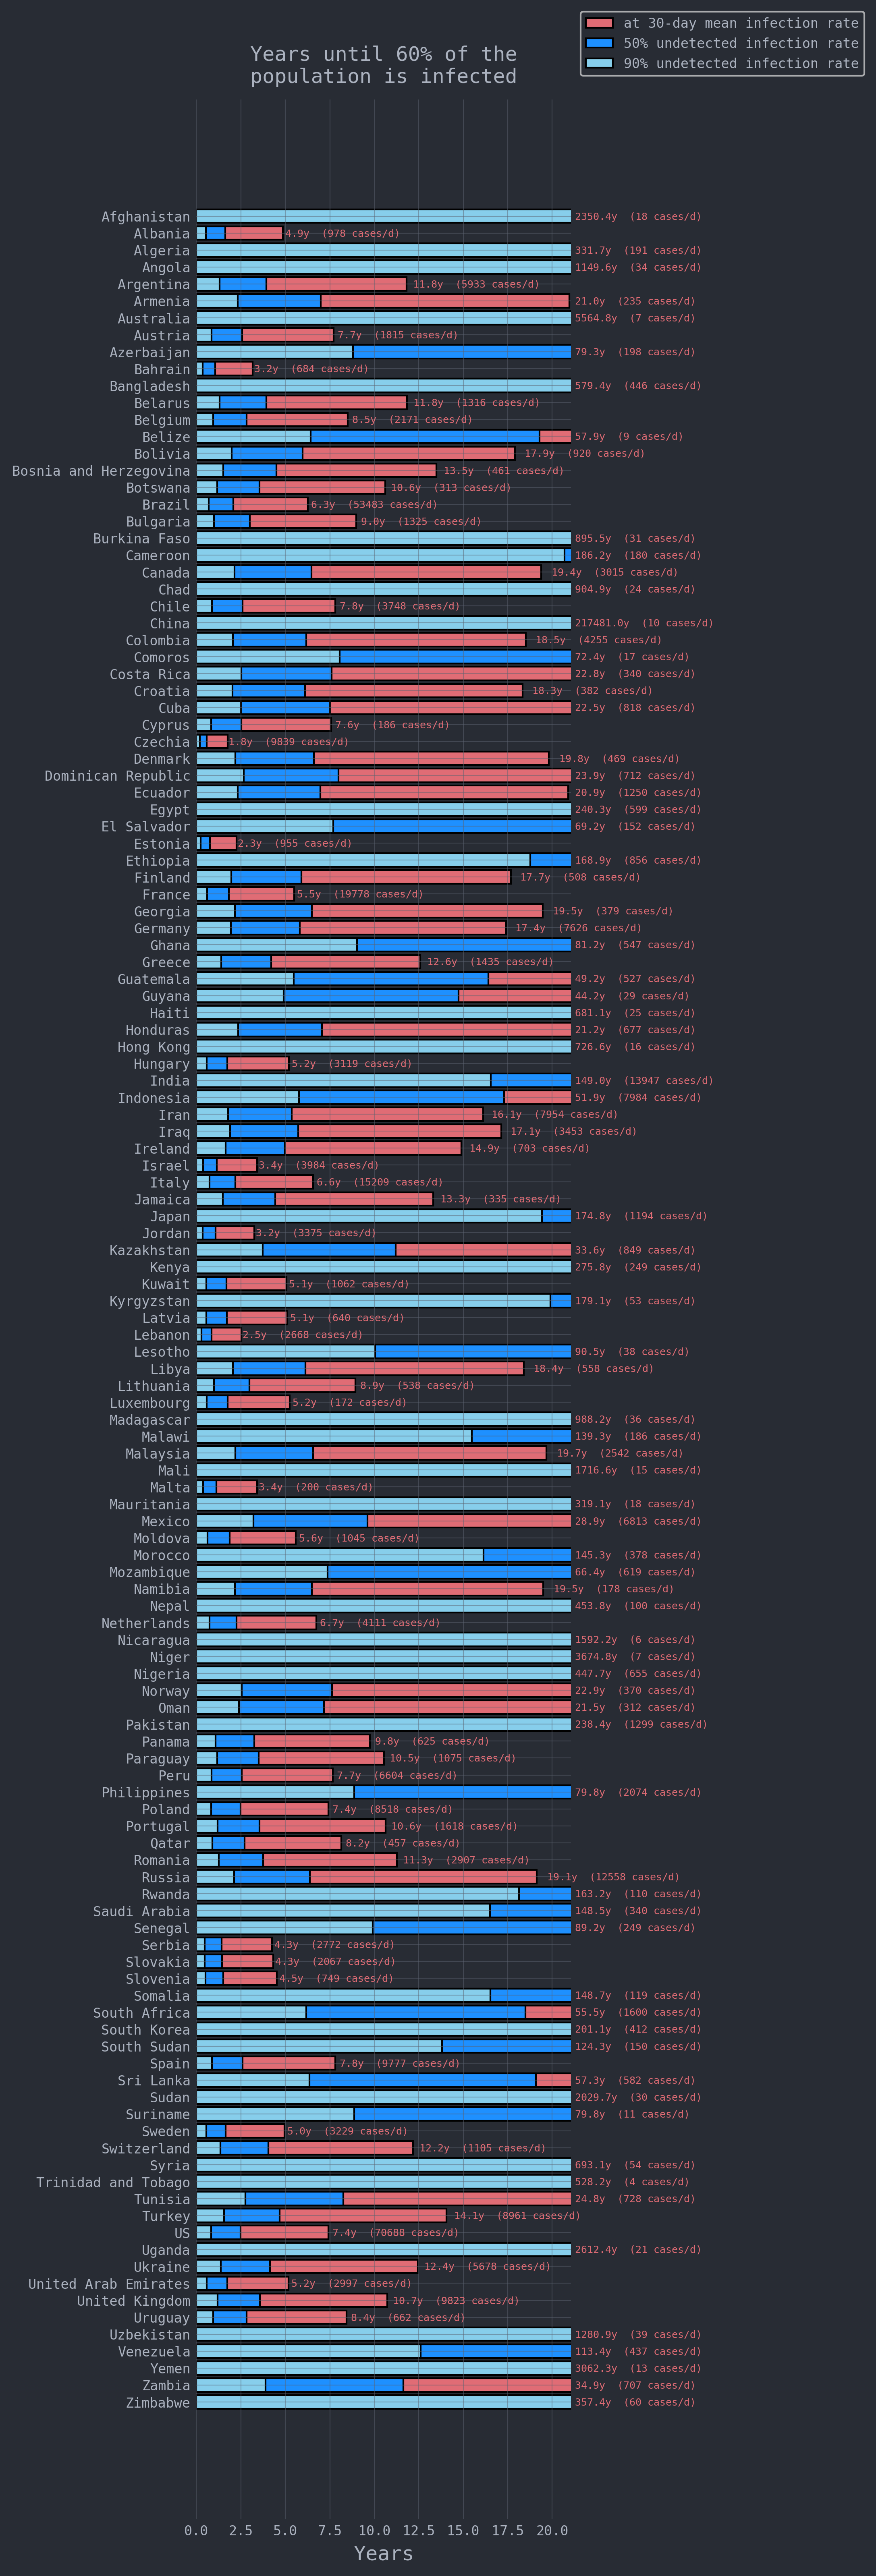 at 30-day mean infection rate
50% undetected infection rate
90% undetected infection rate
Years until 60% of the
population is infected
Afghanistan 2350.4y (18 cases/d)
Albania 4.9y (978 cases/d)
Algeria 331.7y (191 cases/d)
Angola 1149.6y (34 cases/d)
Argentina 11.8y (5933 cases/d)
Armenia 21.0y (235 cases/d)
Australia 5564.8y (7 cases/d)
Austria 7.7y (1815 cases/d)
Azerbaijan 79.3y (198 cases/d)
Bahrain 3.2y (684 cases/d)
Bangladesh 579.4y (446 cases/d)
Belarus 11.8y (1316 cases/d)
Belgium 8.5y (2171 cases/d)
Belize 57.9y (9 cases/d)
Bolivia 17.9y (920 cases/d)
Bosnia and Herzegovina 13.5y (461 cases/d)
Botswana 10.6y (313 cases/d)
Brazil 6.3y (53483 cases/d)
Bulgaria 9.0y (1325 cases/d)
Burkina Faso 895.5y (31 cases/d)
Cameroon 186.2y (180 cases/d)
Canada 19.4y (3015 cases/d)
Chad 904.9y (24 cases/d)
Chile 7.8y (3748 cases/d)
China 217481.0y (10 cases/d)
Colombia 18.5y (4255 cases/d)
Comoros 72.4y (17 cases/d)
Costa Rica 22.8y (340 cases/d)
Croatia 18.3y (382 cases/d)
Cuba 22.5y (818 cases/d)
Cyprus 7.6y (186 cases/d)
Czechia 1.8y (9839 cases/d)
Denmark 19.8y (469 cases/d)
Dominican Republic 23.9y (712 cases/d)
Ecuador 20.9y (1250 cases/d)
Egypt 240.3y (599 cases/d)
El Salvador 69.2y (152 cases/d)
Estonia 2.3y (955 cases/d)
Ethiopia 168.9y (856 cases/d)
Finland 17.7y (508 cases/d)
France 5.5y (19778 cases/d)
Georgia 19.5y (379 cases/d)
Germany 17.4y (7626 cases/d)
Ghana 81.2y (547 cases/d)
Greece 12.6y (1435 cases/d)
Guatemala 49.2y (527 cases/d)
Guyana 44.2y (29 cases/d)
Haiti 681.1y (25 cases/d)
Honduras 21.2y (677 cases/d)
Hong Kong 726.6y (16 cases/d)
Hungary 5.2y (3119 cases/d)
India 149.0y (13947 cases/d)
Indonesia 51.9y (7984 cases/d)
Iran 16.1y (7954 cases/d)
Iraq 17.1y (3453 cases/d)
Ireland 14.9y (703 cases/d)
Israel 3.4y (3984 cases/d)
Italy 6.6y (15209 cases/d)
Jamaica 13.3y (335 cases/d)
Japan 174.8y (1194 cases/d)
Jordan 3.2y (3375 cases/d)
Kazakhstan 33.6y (849 cases/d)
Kenya 275.8y (249 cases/d)
Kuwait 5.1y (1062 cases/d)
Kyrgyzstan 179.1y (53 cases/d)
Latvia 5.1y (640 cases/d)
Lebanon 2.5y (2668 cases/d)
Lesotho 90.5y (38 cases/d)
Libya 18.4y (558 cases/d)
Lithuania 8.9y (538 cases/d)
Luxembourg 5.2y (172 cases/d)
Madagascar 988.2y (36 cases/d)
Malawi 139.3y (186 cases/d)
Malaysia 19.7y (2542 cases/d)
Mali 1716.6y (15 cases/d)
Malta 3.4y (200 cases/d)
Mauritania 319.1y (18 cases/d)
Mexico 28.9y (6813 cases/d)
Moldova 5.6y (1045 cases/d)
Morocco 145.3y (378 cases/d)
Mozambique 66.4y (619 cases/d)
Namibia 19.5y (178 cases/d)
Nepal 453.8y (100 cases/d)
Netherlands 6.7y (4111 cases/d)
Nicaragua 1592.2y (6 cases/d)
Niger 3674.8y (7 cases/d)
Nigeria 447.7y (655 cases/d)
Norway 22.9y (370 cases/d)
Oman 21.5y (312 cases/d)
Pakistan 238.4y (1299 cases/d)
Panama 9.8y (625 cases/d)
Paraguay 10.5y (1075 cases/d)
Peru 7.7y (6604 cases/d)
Philippines 79.8y (2074 cases/d)
Poland 7.4y (8518 cases/d)
Portugal 10.6y (1618 cases/d)
Qatar 8.2y (457 cases/d)
Romania 11.3y (2907 cases/d)
Russia 19.1y (12558 cases/d)
Rwanda 163.2y (110 cases/d)
Saudi Arabia 148.5y (340 cases/d)
Senegal 89.2y (249 cases/d)
Serbia 4.3y (2772 cases/d)
Slovakia 4.3y (2067 cases/d)
Slovenia 4.5y (749 cases/d)
Somalia 148.7y (119 cases/d)
South Africa 55.5y (1600 cases/d)
South Korea 201.1y (412 cases/d)
South Sudan 124.3y (150 cases/d)
Spain 7.8y (9777 cases/d)
Sri Lanka 57.3y (582 cases/d)
Sudan 2029.7y (30 cases/d)
Suriname 79.8y (11 cases/d)
Sweden 5.0y (3229 cases/d)
Switzerland 12.2y (1105 cases/d)
Syria 693.1y (54 cases/d)
Trinidad and Tobago 528.2y (4 cases/d)
Tunisia 24.8y (728 cases/d)
Turkey 14.1y (8961 cases/d)
US 7.4y (70688 cases/d)
Uganda 2612.4y (21 cases/d)
Ukraine 12.4y (5678 cases/d)
United Arab Emirates 5.2y (2997 cases/d)
United Kingdom 10.7y (9823 cases/d)
Uruguay 8.4y (662 cases/d)
Uzbekistan 1280.9y (39 cases/d)
Venezuela 113.4y (437 cases/d)
Yemen 3062.3y (13 cases/d)
Zambia 34.9y (707 cases/d)
Zimbabwe 357.4y (60 cases/d)
0.0 2.5 5.0 7.5 10.0 12.5 15.0 17.5 20.0
Years